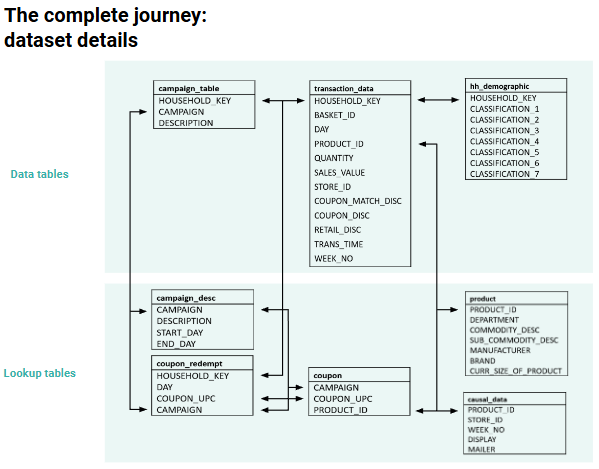 The complete journey:
dataset details
Data tables
campaign_table
HOUSEHOLD_KEY
CAMPAIGN
DESCRIPTION
transaction_data
HOUSEHOLD_KEY
BASKET_ID
DAY
PRODUCT_ID
QUANTITY
SALES_VALUE
STORE_ID
COUPON_MATCH_DISC
COUPON_DISC
RETAIL_DISC
TRANS_TIME
WEEK_NO
hh_demographic
HOUSEHOLD_KEY
CLASSIFICATION_1
CLASSIFICATION_2
CLASSIFICATION_3
CLASSIFICATION_4
CLASSIFICATION_5
CLASSIFICATION_6
CLASSIFICATION_7
Lookup tables
campaign_desc
CAMPAIGN
DESCRIPTION
START_DAY
END_DAY
coupon_redempt
HOUSEHOLD_KEY
DAY
COUPON_UPC
CAMPAIGN
coupon
CAMPAIGN
COUPON_UPC
PRODUCT_ID
product
PRODUCT_ID
DEPARTMENT
COMMODITY_DESC
SUB_COMMODITY_DESC
MANUFACTURER
BRAND
CURR_SIZE_OF_PRODUCT
causal_data
PRODUCT_ID
STORE_ID
WEEK_NO
DISPLAY
MAILER